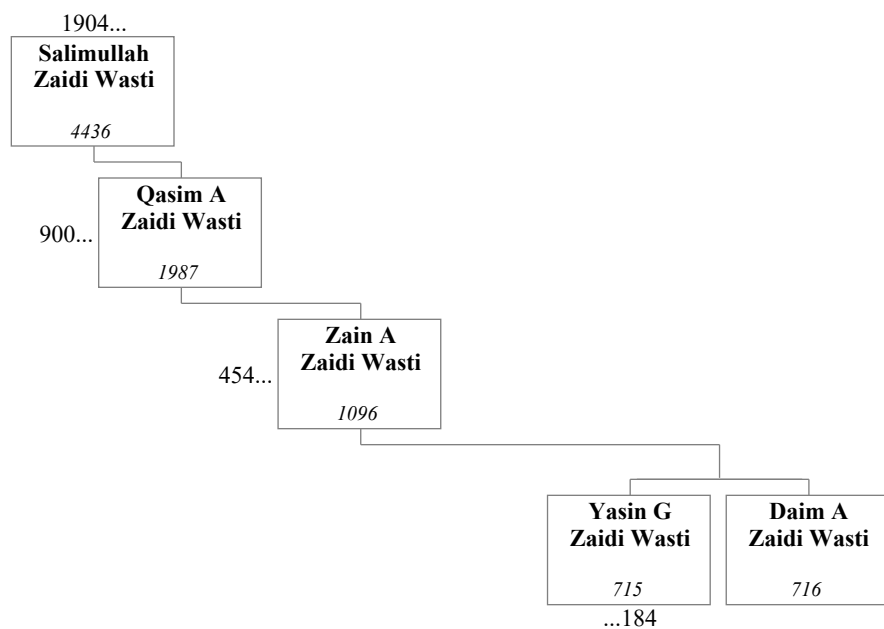 1904...
Salimullah
Zaidi Wasti
4436
Qasim A
Zaidi Wasti
900...
1987
Zain A
Zaidi Wasti
454...
1096
Yasin G
Zaidi Wasti
715
...184
Daim A
Zaidi Wasti
716